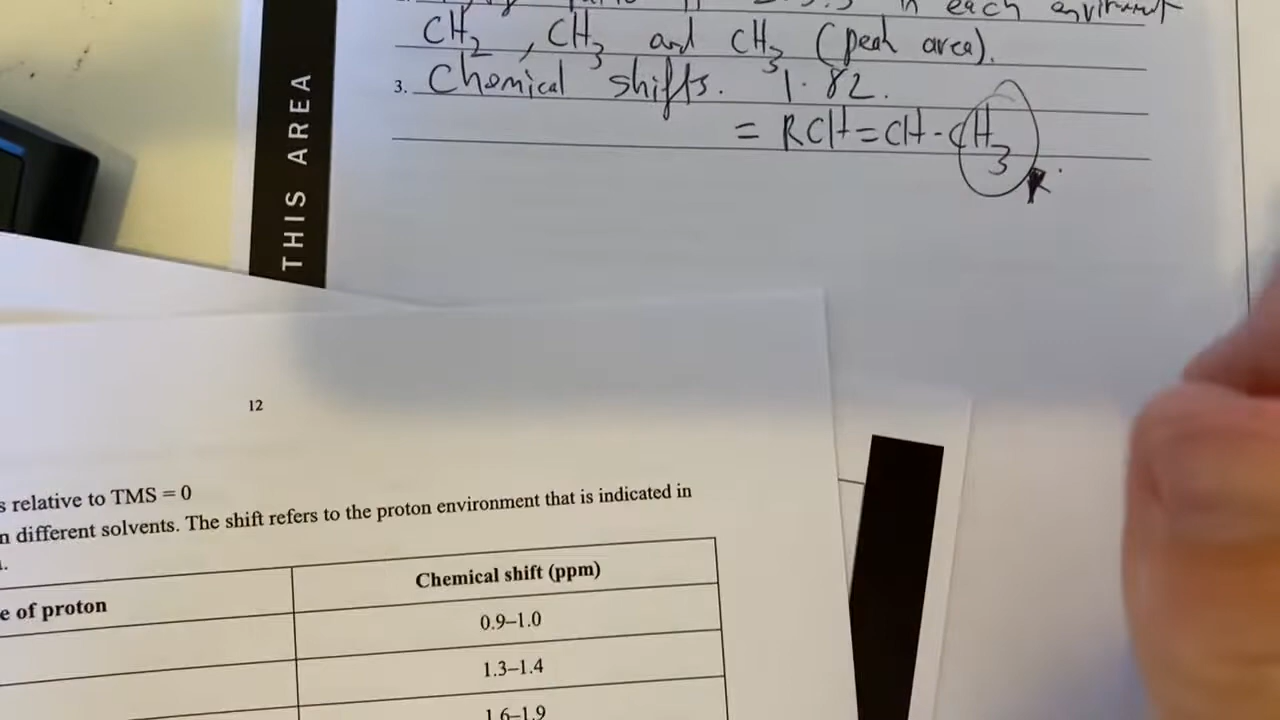 in each
CH2, CH3 and CH3 (peak area).
3. Chemical shifts. 1.82.
= RCH=CH-CH3
THIS AREA
12
relative to TMS = 0
n different solvents. The shift refers to the proton environment that is indicated in
e of proton
Chemical shift (ppm)
0.9–1.0
1.3–1.4
1.6–1.9